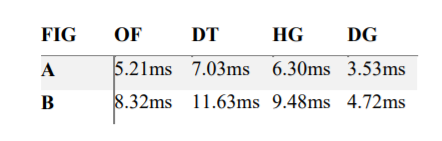 FIG OF DT HG DG
A 5.21ms 7.03ms 6.30ms 3.53ms
B 8.32ms 11.63ms 9.48ms 4.72ms